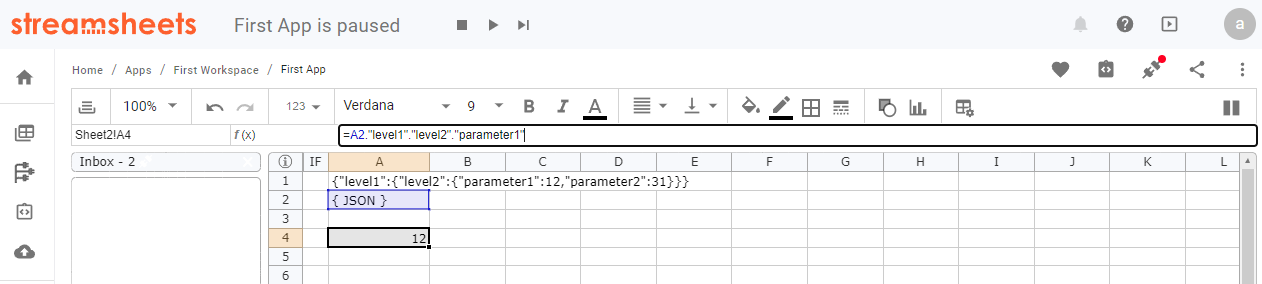 streamsheets First App is paused a
Home / Apps / First Workspace / First App
100% 123 Verdana 9 B I A
Sheet2!A4 f(x) =A2."level1"."level2"."parameter1"
Inbox - 2 IF A B C D E F G H I J K L
1 {"level1":{"level2":{"parameter1":12,"parameter2":31}}}
2 { JSON }
3
4 12
5
6